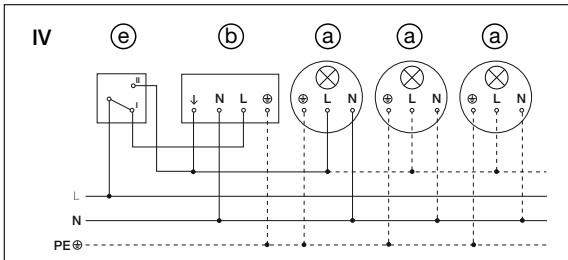 IV e b a a a
II
I
↓ N L ⏚ ⏚ L N ⏚ L N ⏚ L N
L
N
PE ⏚